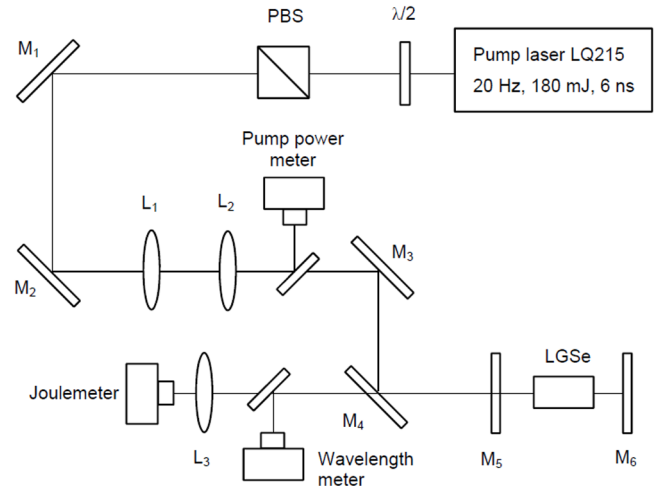 PBS
λ/2
M₁
Pump laser LQ215
20 Hz, 180 mJ, 6 ns
Pump power
meter
L₁
L₂
M₃
M₂
LGSe
Joulemeter
M₄
L₃
Wavelength
meter
M₅
M₆